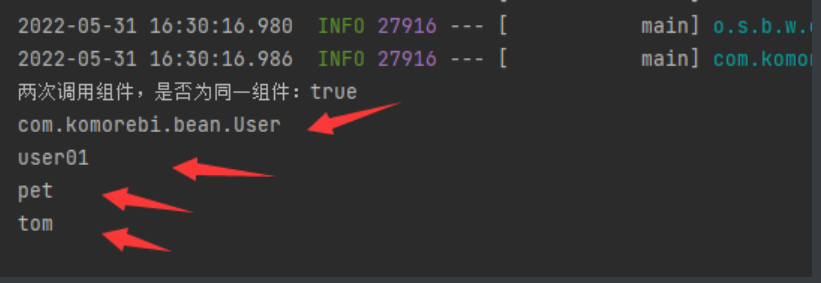 2022-05-31 16:30:16.980  INFO 27916 --- [           main] o.s.b.w.
2022-05-31 16:30:16.986  INFO 27916 --- [           main] com.komo
两次调用组件，是否为同一组件：true
com.komorebi.bean.User
user01
pet
tom